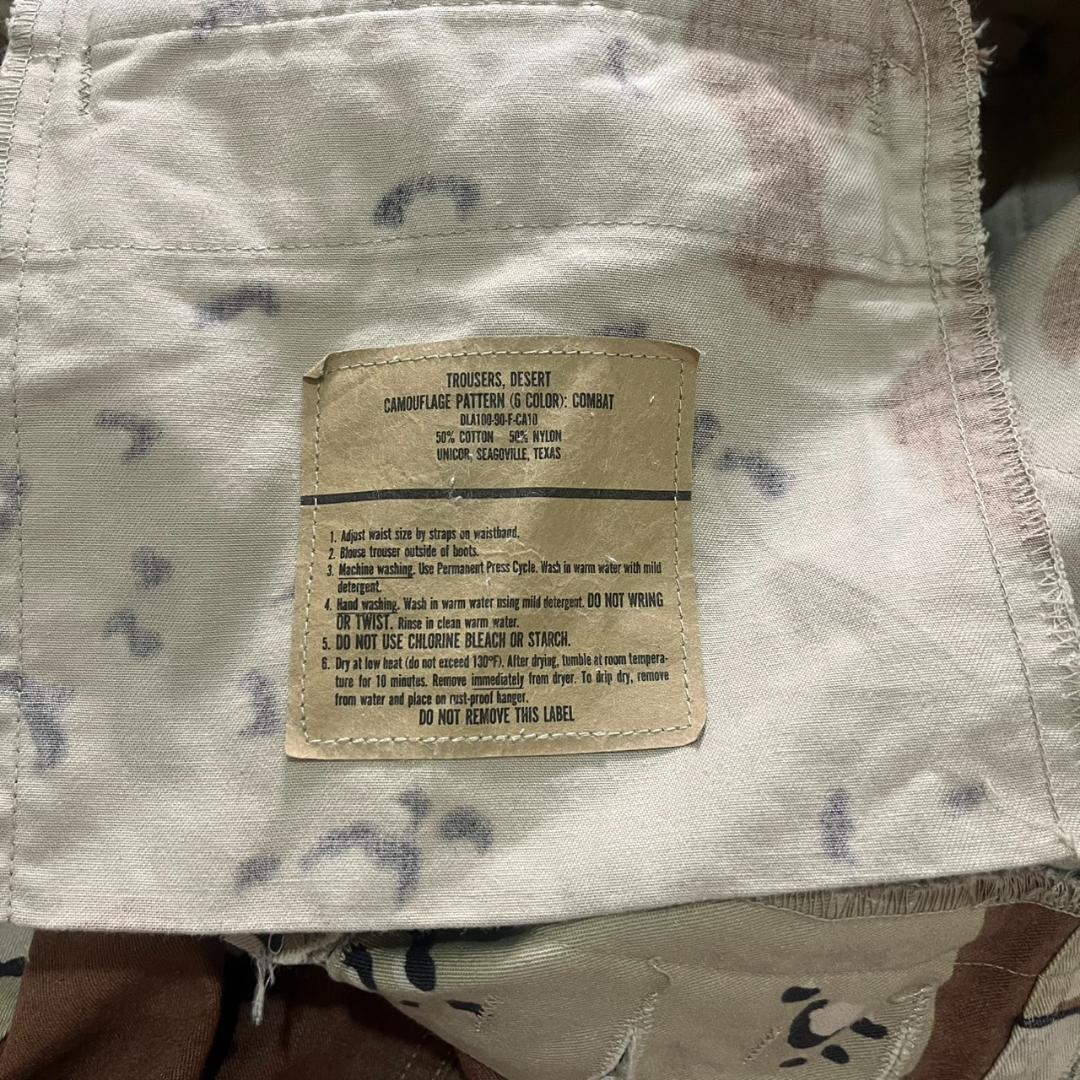 TROUSERS, DESERT
CAMOUFLAGE PATTERN (6 COLOR): COMBAT
DLA100-90-F-CA10
50% COTTON 50% NYLON
UNICOR, SEAGOVILLE, TEXAS
1. Adjust waist size by straps on waistband.
2. Blouse trouser outside of boots.
3. Machine washing. Use Permanent Press Cycle. Wash in warm water with mild
detergent.
4. Hand washing. Wash in warm water using mild detergent. DO NOT WRING
OR TWIST. Rinse in clean warm water.
5. DO NOT USE CHLORINE BLEACH OR STARCH.
6. Dry at low heat (do not exceed 130°F). After drying, tumble at room tempera-
ture for 10 minutes. Remove immediately from dryer. To drip dry, remove
from water and place on rust-proof hanger.
DO NOT REMOVE THIS LABEL